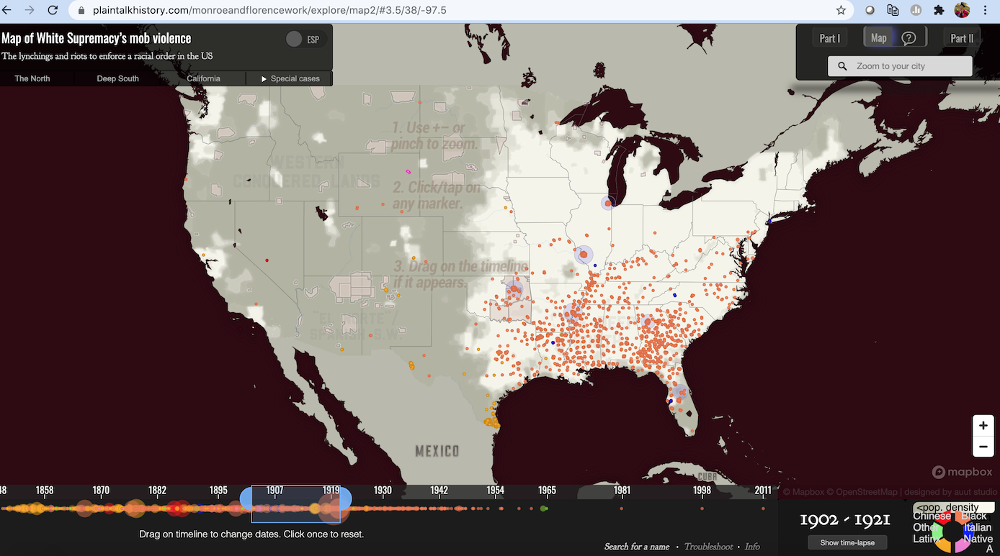 plaintalkhistory.com/monroeandflorencework/explore/map2/#3.5/38/-97.5
Map of White Supremacy's mob violence
ESP
The lynchings and riots to enforce a racial order in the US
The North
Deep South
California
Special cases
Part I
Map
?
Part II
Zoom to your city
1. Use +− or
pinch to zoom.
WESTERN
CONQUERED LANDS
2. Click/tap on
any marker.
3. Drag on the timeline
if it appears.
"EL NORTE"/
SPANISH S.W.
MEXICO
CUBA
+
−
mapbox
© Mapbox © OpenStreetMap | designed by auut studio
48 1858 1870 1882 1895 1907 1919 1930 1942 1954 1965 1981 1998 2011
Drag on timeline to change dates. Click once to reset.
Search for a name • Troubleshoot • Info
1902 - 1921
Show time-lapse
<pop. density
Chinese Black
Other Italian
Latinx Native
A